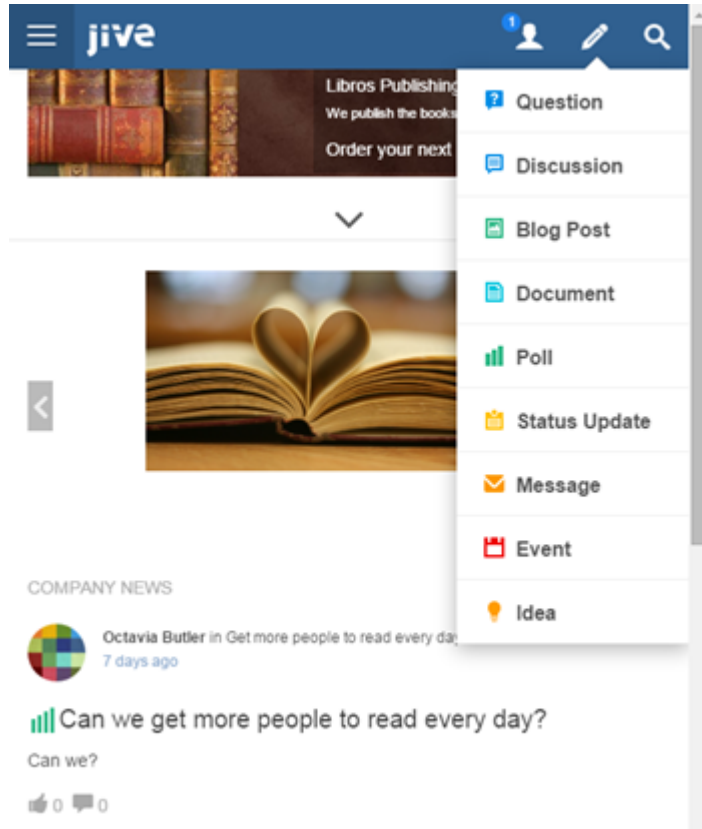 jive
1
Libros Publishing
We publish the books
Order your next
Question
Discussion
Blog Post
Document
Poll
Status Update
Message
Event
Idea
COMPANY NEWS
Octavia Butler in Get more people to read every day
7 days ago
Can we get more people to read every day?
Can we?
0 0